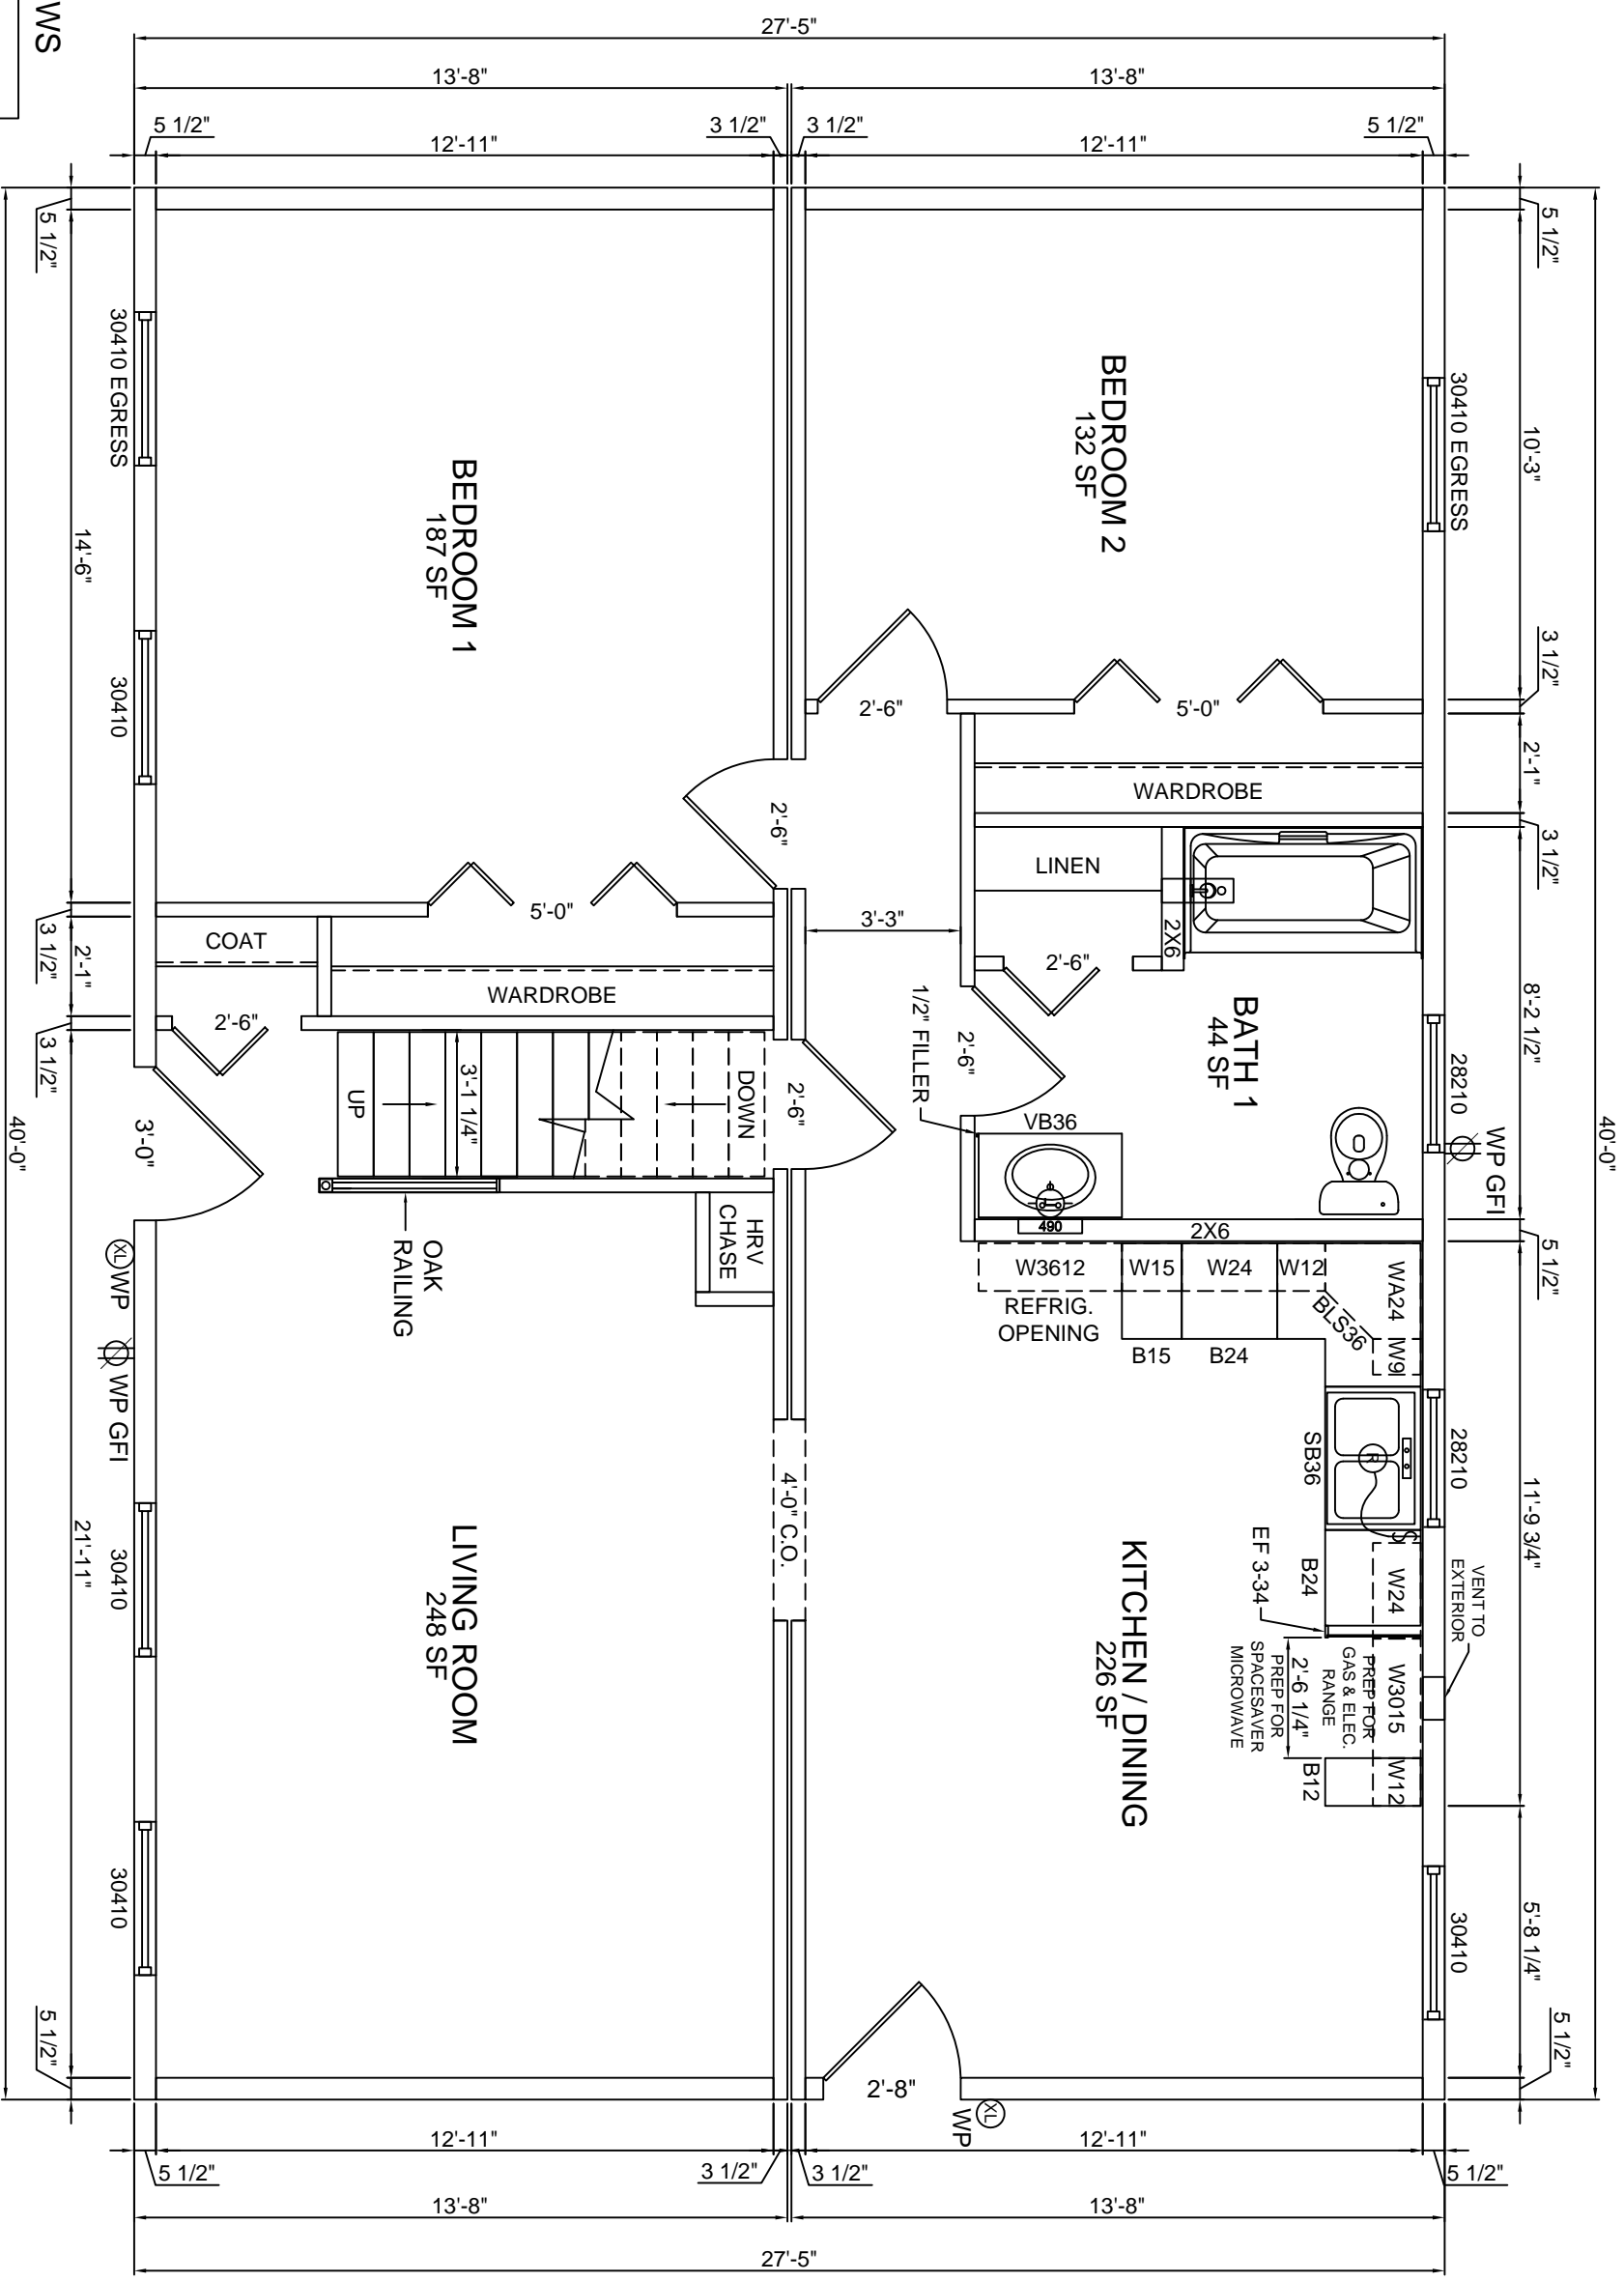 WS
27'-5"
13'-8"
13'-8"
5 1/2"
12'-11"
3 1/2"
3 1/2"
12'-11"
5 1/2"
40'-0"
5 1/2"
10'-3"
3 1/2"
2'-1"
3 1/2"
8'-2 1/2"
5 1/2"
11'-9 3/4"
5'-8 1/4"
5 1/2"
30410 EGRESS
28210
WP GFI
28210
VENT TO
EXTERIOR
30410
BEDROOM 2
132 SF
2'-6"
5'-0"
WARDROBE
LINEN
2X6
2'-6"
3'-3"
BATH 1
44 SF
2'-6"
1/2" FILLER
VB36
490
2X6
W3612
W15
W24
W12
WA24
W9
BLS36
REFRIG.
OPENING
B15
B24
SB36
R
S
W24
B24
EF 3-34
W3015
PREP FOR
GAS & ELEC.
RANGE
2'-6 1/4"
PREP FOR
SPACESAVER
MICROWAVE
W12
B12
KITCHEN / DINING
226 SF
2'-8"
XL
WP
BEDROOM 1
187 SF
2'-6"
5'-0"
COAT
WARDROBE
2'-6"
UP
3'-1 1/4"
DOWN
2'-6"
3'-0"
OAK
RAILING
HRV
CHASE
4'-0" C.O.
LIVING ROOM
248 SF
30410 EGRESS
30410
XL
WP
WP GFI
30410
30410
5 1/2"
14'-6"
3 1/2"
2'-1"
3 1/2"
21'-11"
5 1/2"
40'-0"
12'-11"
12'-11"
5 1/2"
3 1/2"
3 1/2"
5 1/2"
13'-8"
13'-8"
27'-5"